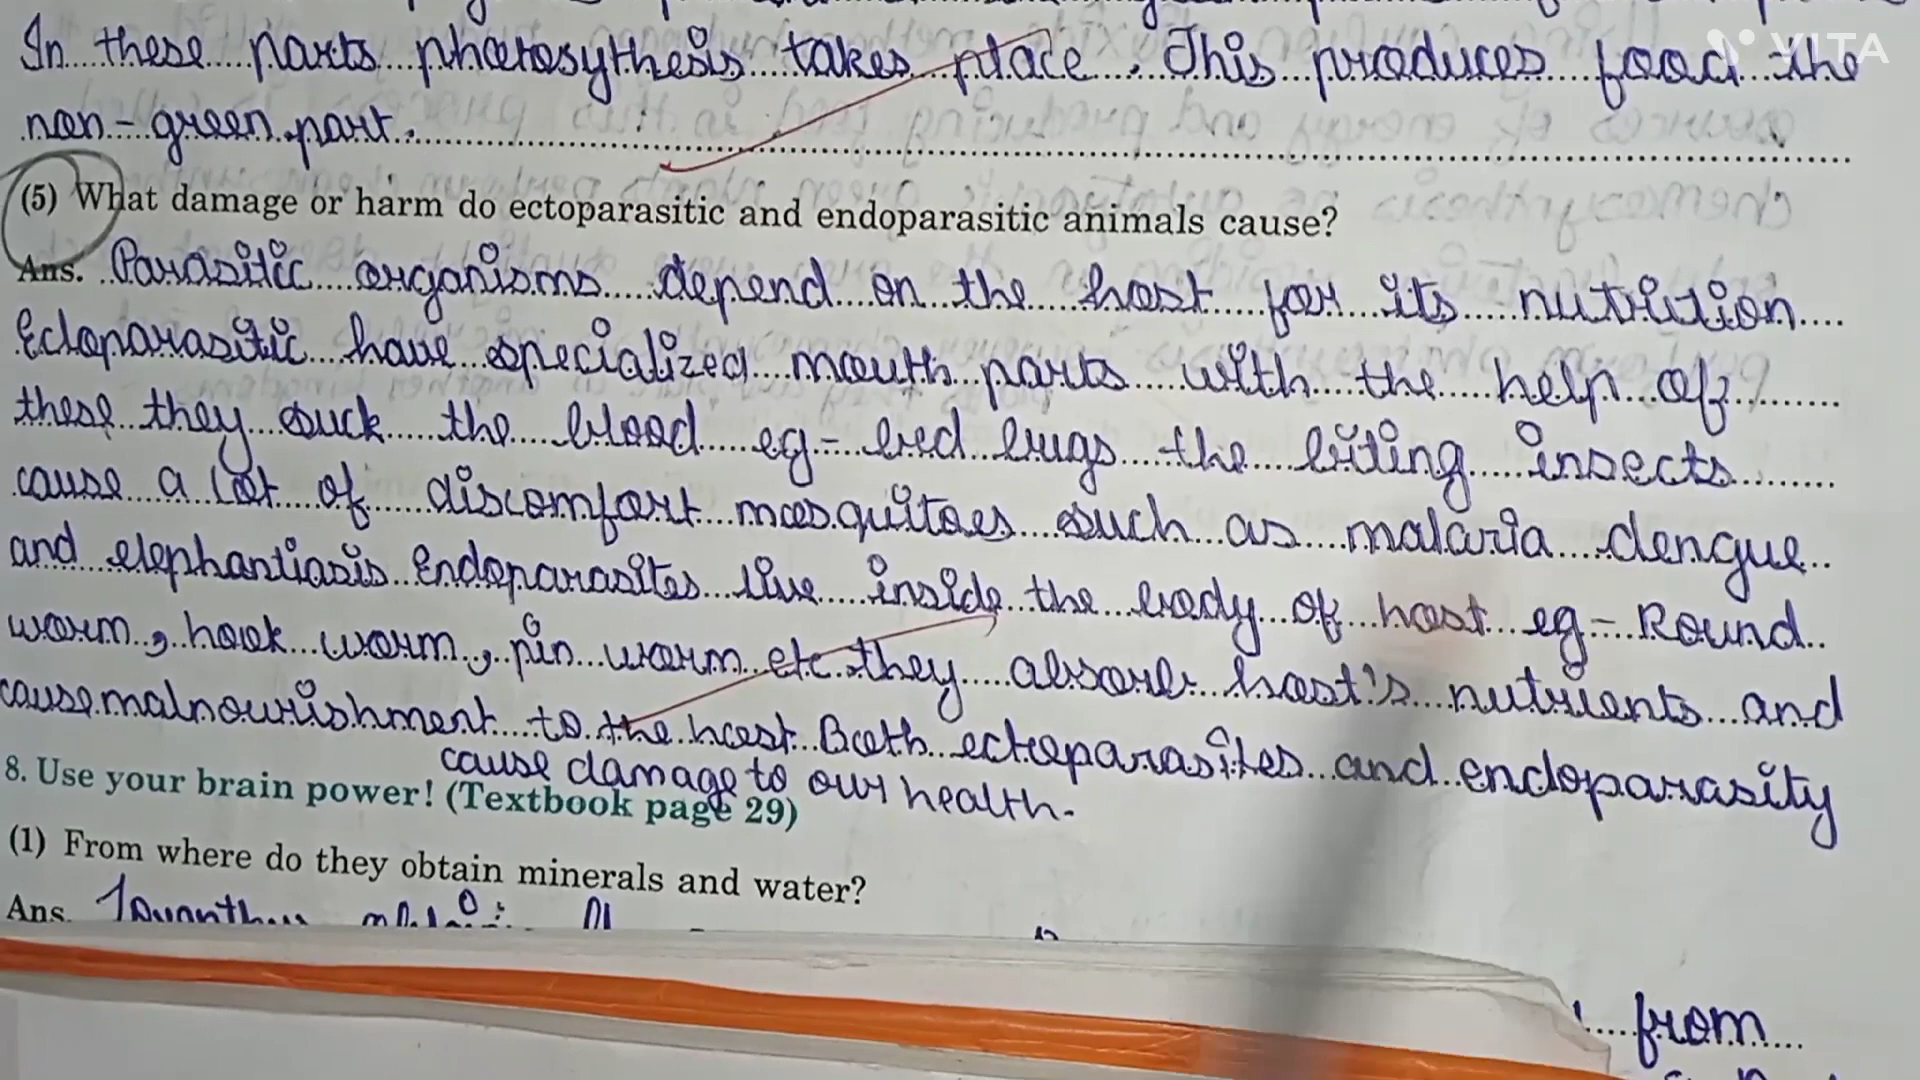 VITA
In these parts photosythesis takes place. This produces food the
non-green part.
(5) What damage or harm do ectoparasitic and endoparasitic animals cause?
Ans. Parasitic organisms depend on the host for its nutrition
Ectoparasitic have specialized mouth parts with the help of
these they suck the blood eg- bed bugs the biting insects
cause a lot of discomfort mosquitoes such as malaria dengue
and elephantiasis Endoparasites live inside the body of host eg- Round
worm, hook worm, pin worm etc they absorb host's nutrients and
cause malnourishment to the host Both ectoparasites and endoparasity
cause damage to our health.
8. Use your brain power! (Textbook page 29)
(1) From where do they obtain minerals and water?
Ans.
from